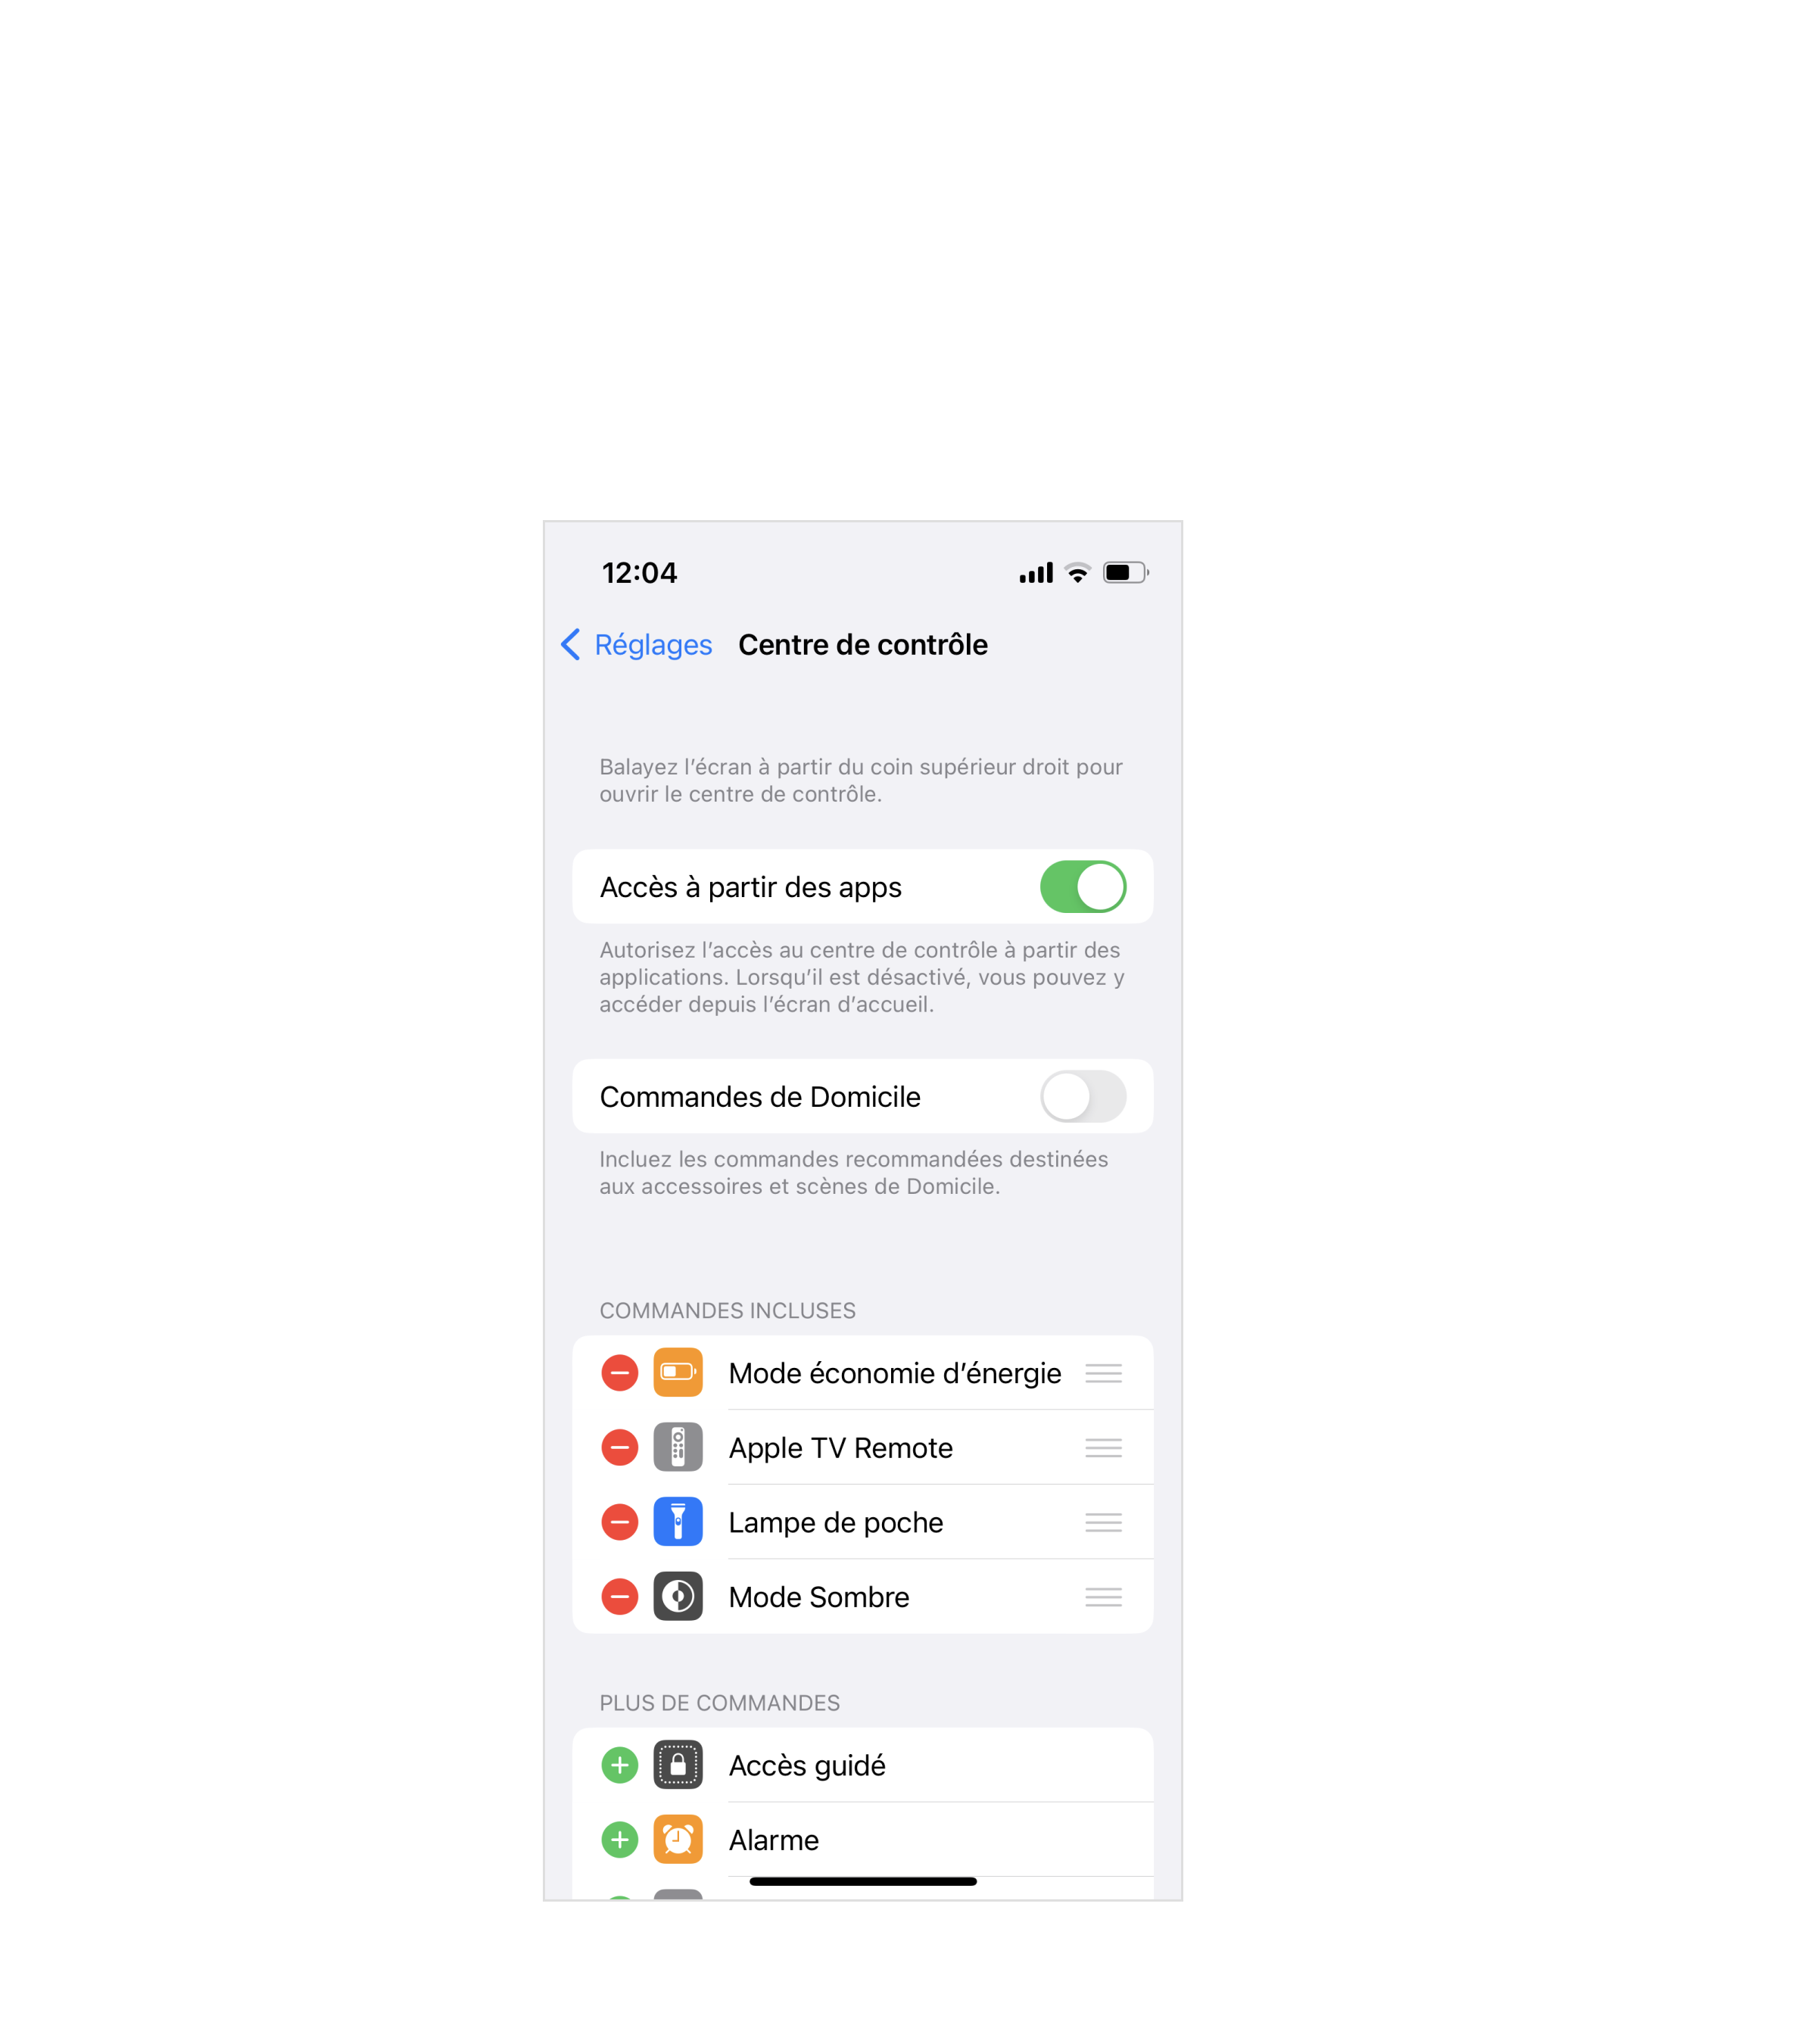 12:04
Réglages Centre de contrôle
Balayez l’écran à partir du coin supérieur droit pour
ouvrir le centre de contrôle.
Accès à partir des apps
Autorisez l’accès au centre de contrôle à partir des
applications. Lorsqu’il est désactivé, vous pouvez y
accéder depuis l’écran d’accueil.
Commandes de Domicile
Incluez les commandes recommandées destinées
aux accessoires et scènes de Domicile.
COMMANDES INCLUSES
Mode économie d’énergie
Apple TV Remote
Lampe de poche
Mode Sombre
PLUS DE COMMANDES
Accès guidé
Alarme